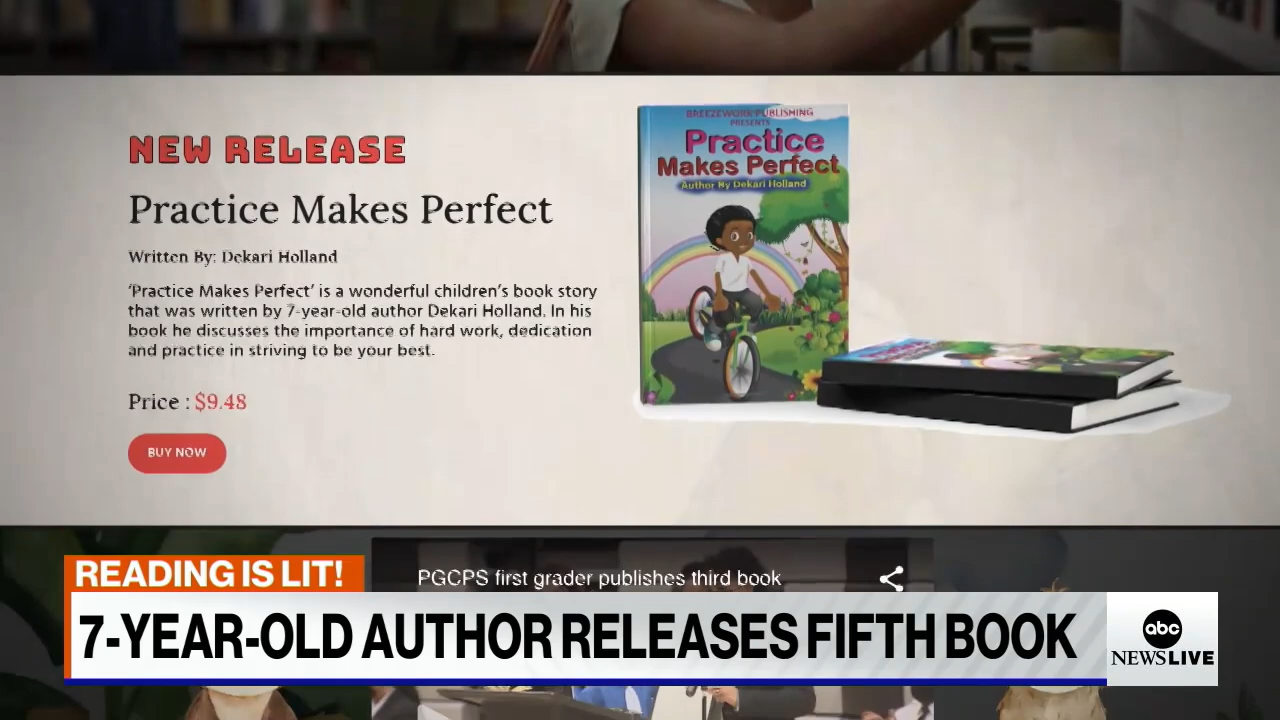 NEW RELEASE
Practice Makes Perfect
Written By: Dekari Holland
'Practice Makes Perfect' is a wonderful children's book story
that was written by 7-year-old author Dekari Holland. In his
book he discusses the importance of hard work, dedication
and practice in striving to be your best.
Price : $9.48
BUY NOW
BREEZEWORK PUBLISHING
PRESENTS
Practice
Makes Perfect
Author By Dekari Holland
PGCPS first grader publishes third book
READING IS LIT!
7-YEAR-OLD AUTHOR RELEASES FIFTH BOOK
abc
NEWS LIVE